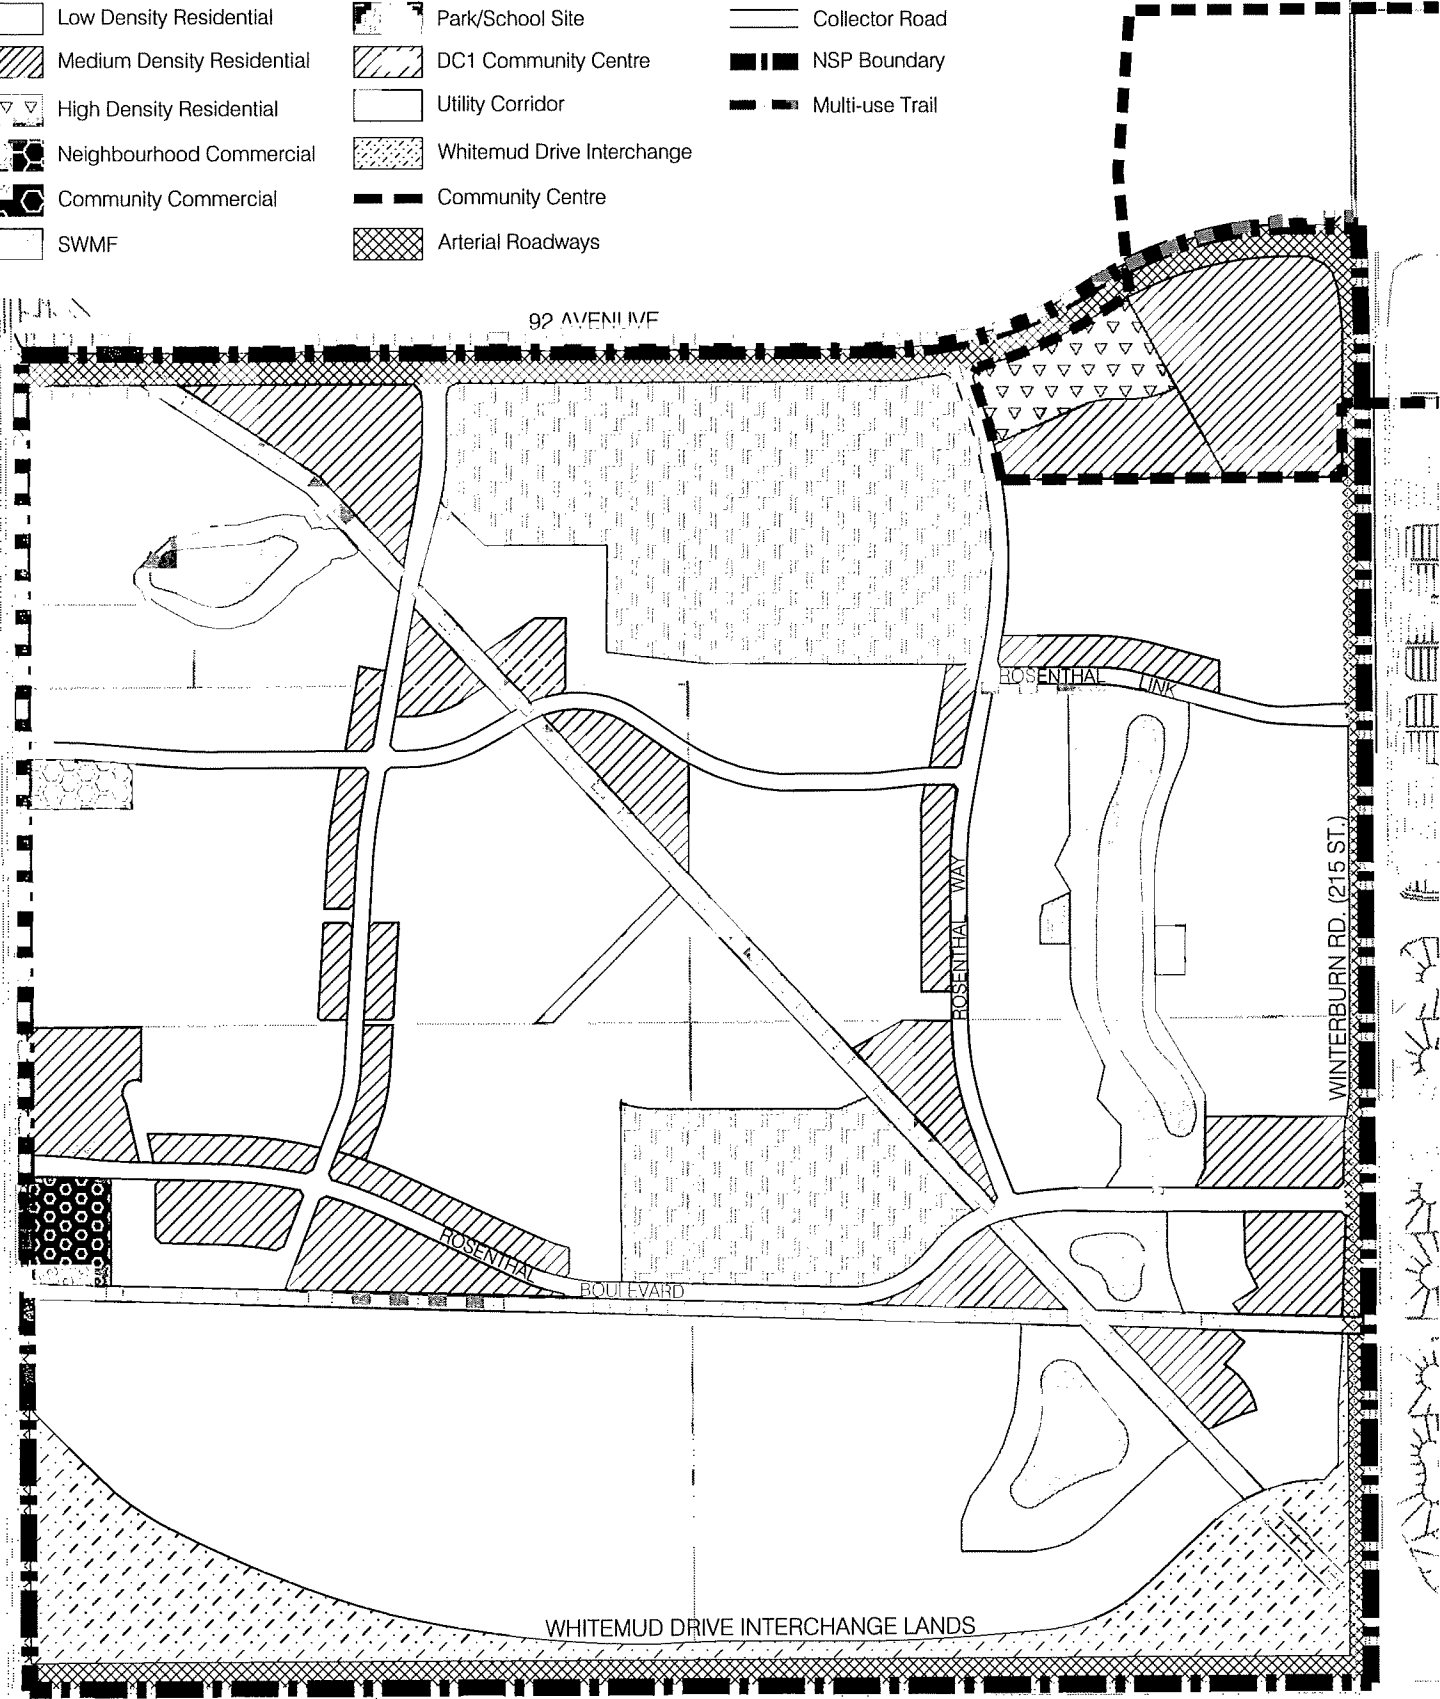 Low Density Residential
Medium Density Residential
High Density Residential
Neighbourhood Commercial
Community Commercial
SWMF
Park/School Site
DC1 Community Centre
Utility Corridor
Whitemud Drive Interchange
Community Centre
Arterial Roadways
Collector Road
NSP Boundary
Multi-use Trail
92 AVENUVE
ROSENTHAL LINK
ROSENTHAL WAY
WINTERBURN RD. (215 ST.)
ROSENTHAL
BOULEVARD
WHITEMUD DRIVE INTERCHANGE LANDS